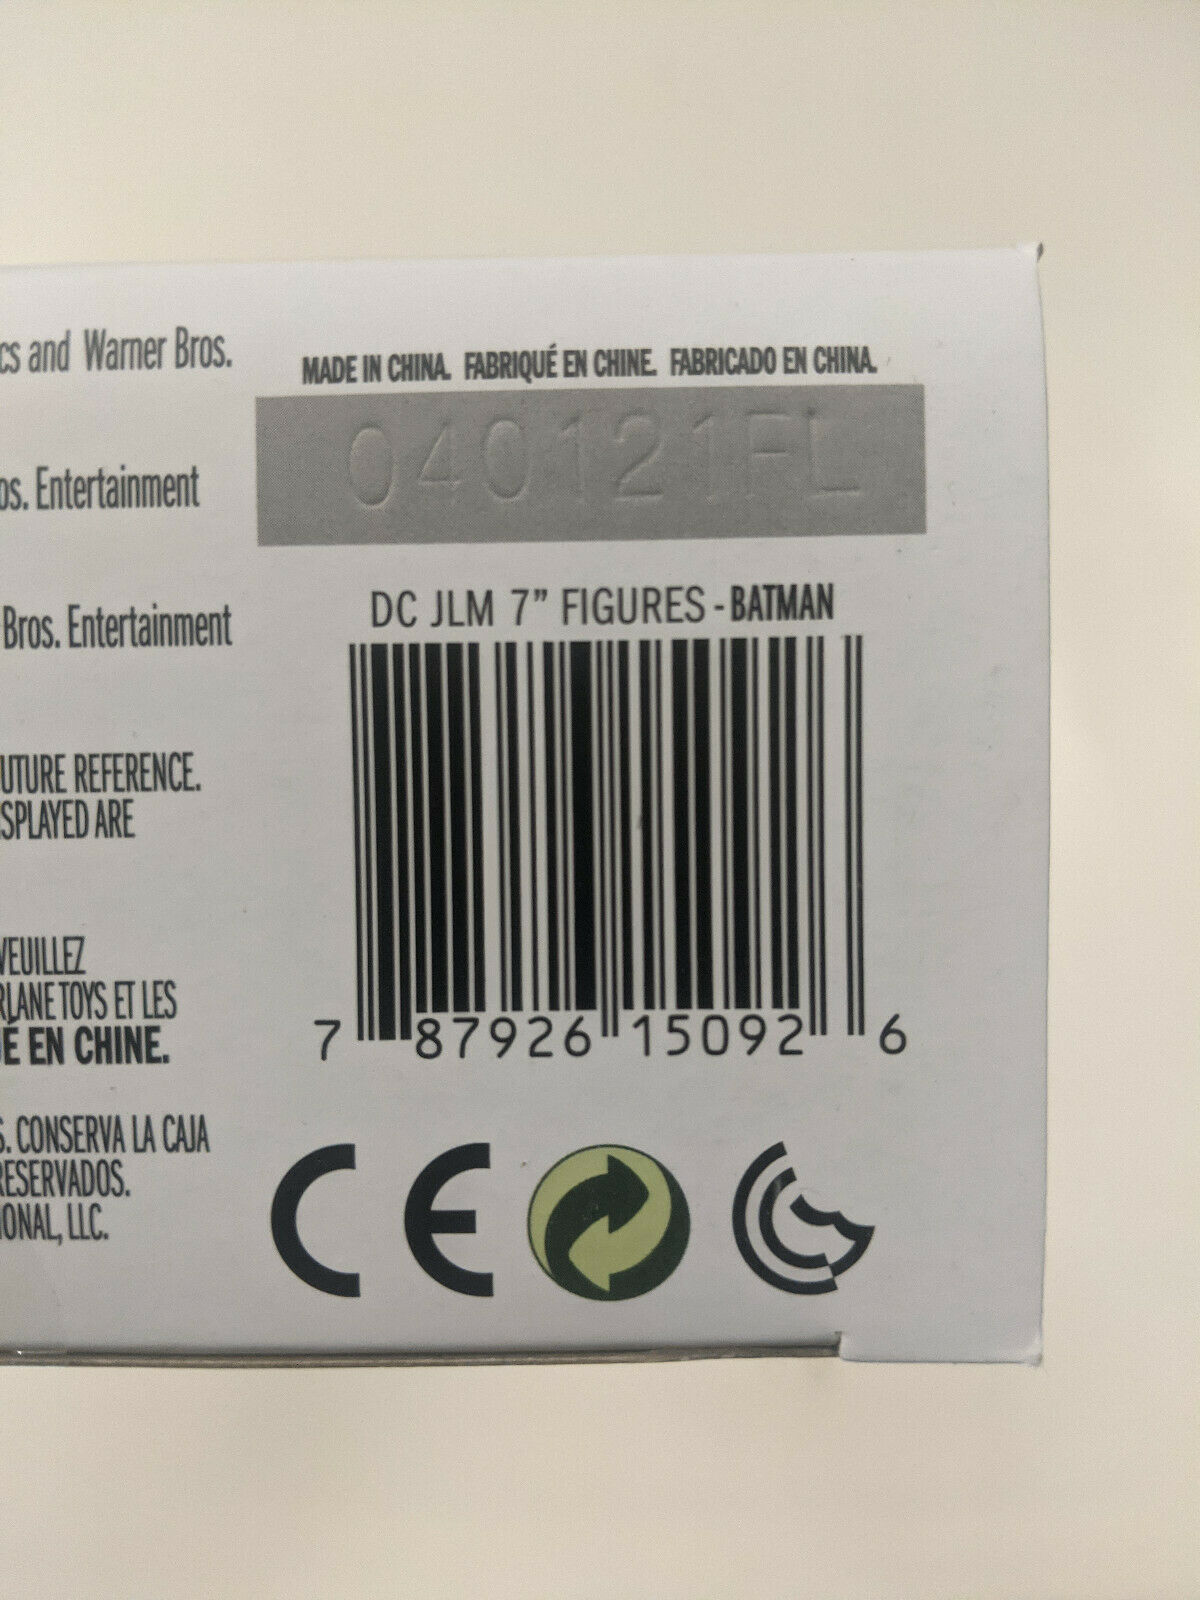 cs and Warner Bros.
os. Entertainment
Bros. Entertainment
UTURE REFERENCE.
SPLAYED ARE
VEUILLEZ
RLANE TOYS ET LES
É EN CHINE.
S. CONSERVA LA CAJA
RESERVADOS.
IONAL, LLC.
MADE IN CHINA. FABRIQUÉ EN CHINE. FABRICADO EN CHINA.
040121FL
DC JLM 7” FIGURES - BATMAN
7 87926 15092 6
CE